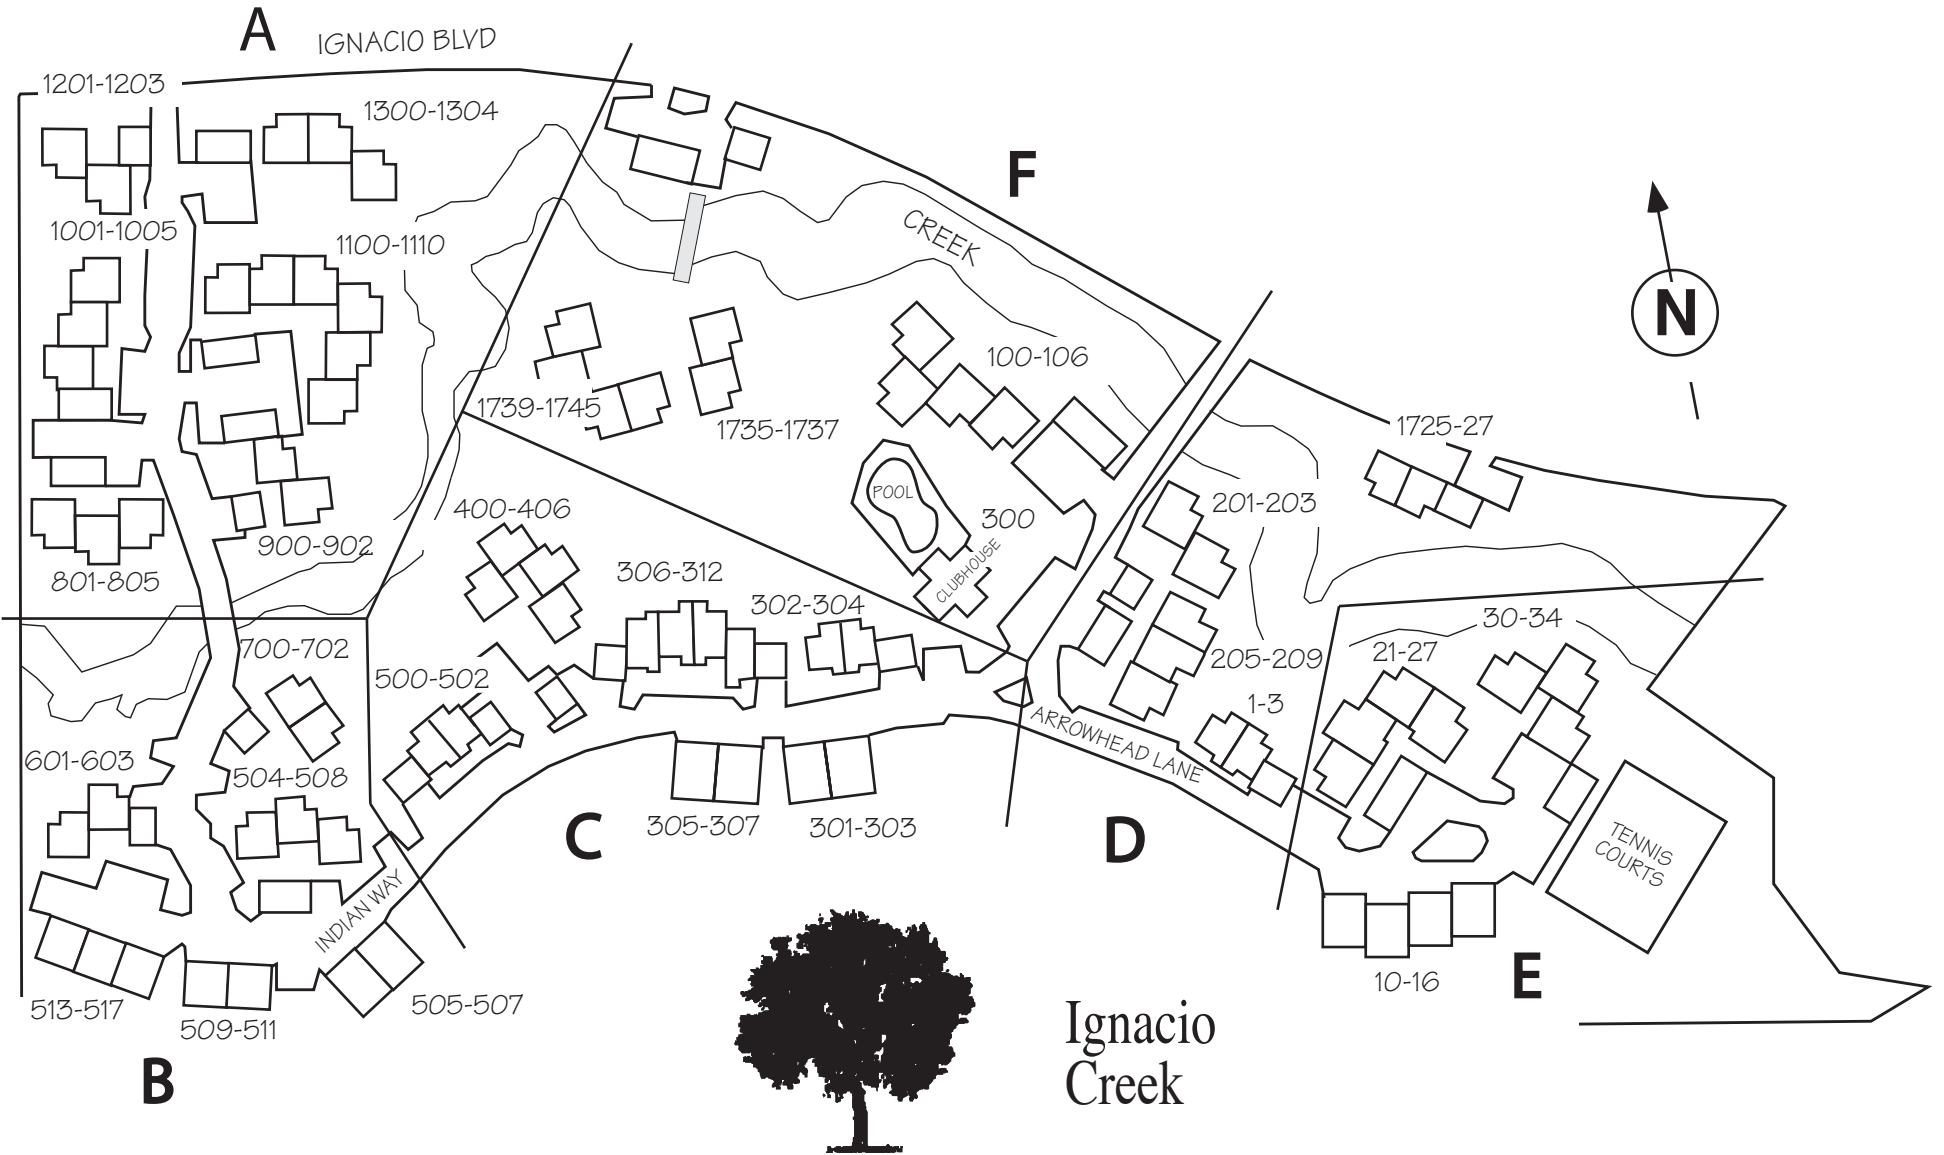 A
IGNACIO BLVD
1201-1203
1300-1304
F
1001-1005
1100-1110
CREEK
N
100-106
1739-1745
1735-1737
1725-27
POOL
400-406
300
201-203
900-902
CLUBHOUSE
801-805
306-312
302-304
30-34
700-702
500-502
205-209
21-27
1-3
ARROWHEAD LANE
601-603
504-508
C
305-307
301-303
D
TENNIS
COURTS
INDIAN WAY
E
10-16
513-517
509-511
505-507
B
Ignacio
Creek